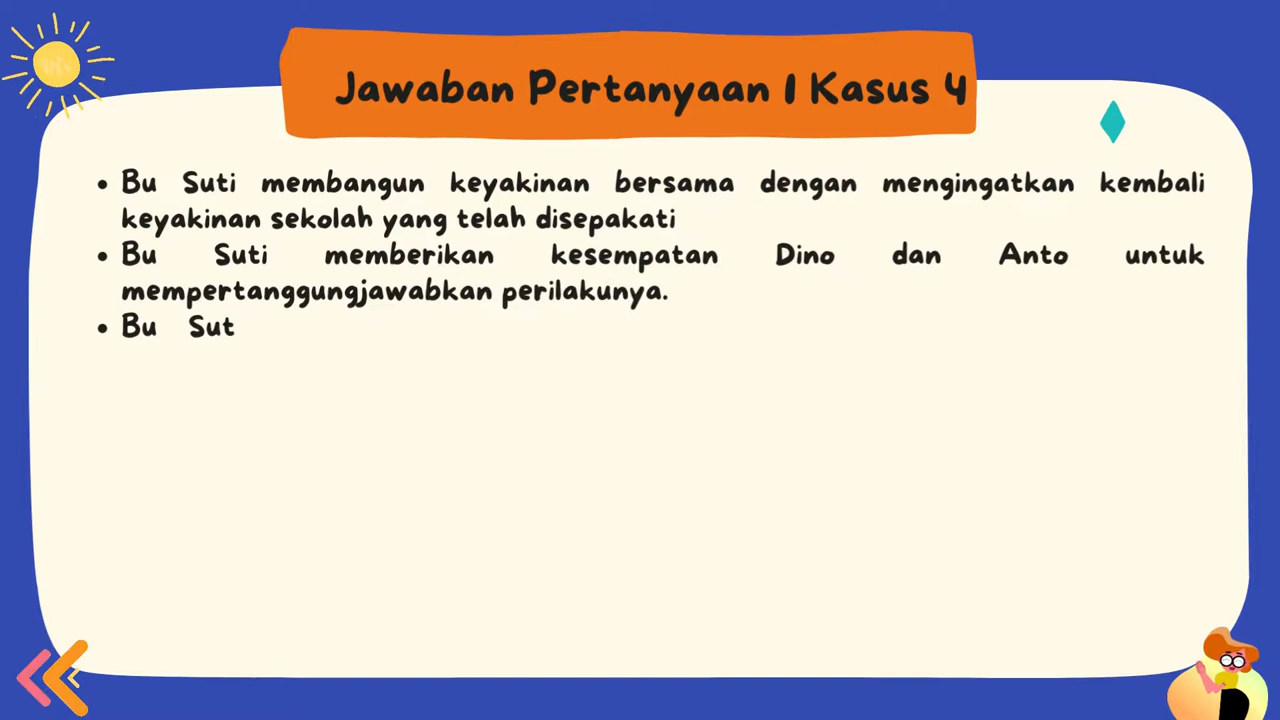 Jawaban Pertanyaan 1 Kasus 4
• Bu Suti membangun keyakinan bersama dengan mengingatkan kembali
keyakinan sekolah yang telah disepakati
• Bu Suti memberikan kesempatan Dino dan Anto untuk
mempertanggungjawabkan perilakunya.
• Bu Sut